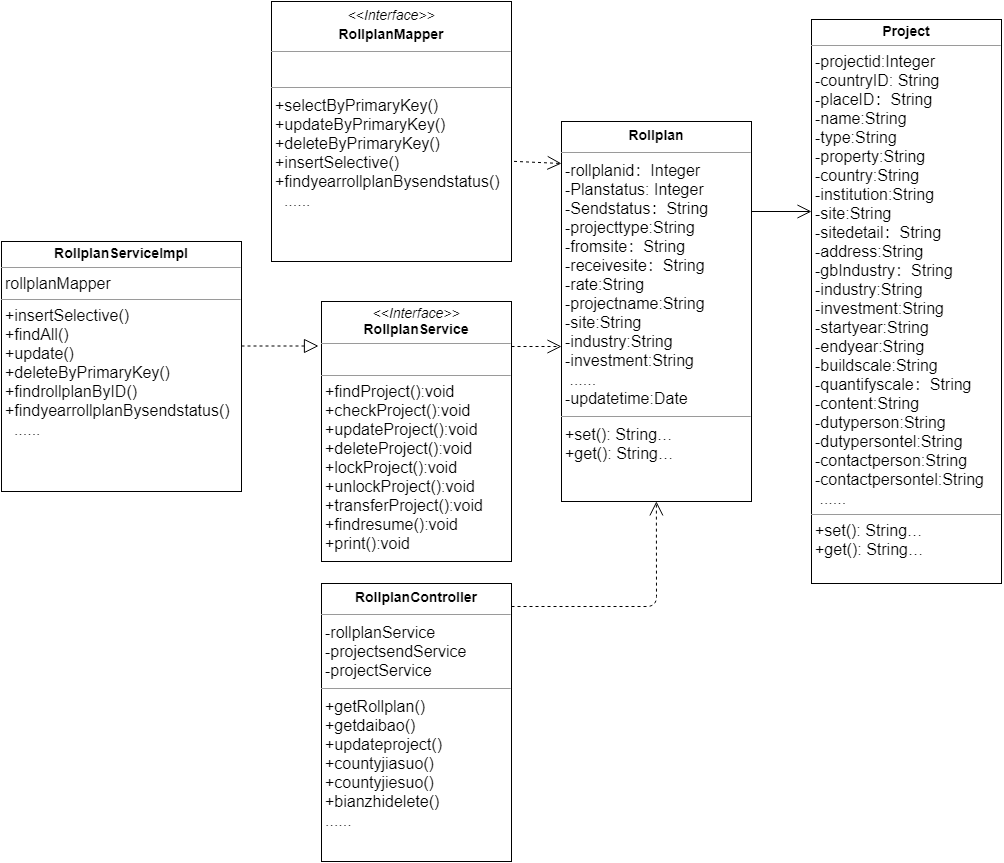 <<Interface>>
RollplanMapper
+selectByPrimaryKey()
+updateByPrimaryKey()
+deleteByPrimaryKey()
+insertSelective()
+findyearrollplanBysendstatus()
......
RollplanServiceImpl
rollplanMapper
+insertSelective()
+findAll()
+update()
+deleteByPrimaryKey()
+findrollplanByID()
+findyearrollplanBysendstatus()
......
<<Interface>>
RollplanService
+findProject():void
+checkProject():void
+updateProject():void
+deleteProject():void
+lockProject():void
+unlockProject():void
+transferProject():void
+findresume():void
+print():void
RollplanController
-rollplanService
-projectsendService
-projectService
+getRollplan()
+getdaibao()
+updateproject()
+countyjiasuo()
+countyjiesuo()
+bianzhidelete()
......
Rollplan
-rollplanid：Integer
-Planstatus: Integer
-Sendstatus：String
-projecttype:String
-fromsite：String
-receivesite：String
-rate:String
-projectname:String
-site:String
-industry:String
-investment:String
......
-updatetime:Date
+set(): String...
+get(): String...
Project
-projectid:Integer
-countryID: String
-placeID：String
-name:String
-type:String
-property:String
-country:String
-institution:String
-site:String
-sitedetail：String
-address:String
-gbIndustry：String
-industry:String
-investment:String
-startyear:String
-endyear:String
-buildscale:String
-quantifyscale：String
-content:String
-dutyperson:String
-dutypersontel:String
-contactperson:String
-contactpersontel:String
......
+set(): String...
+get(): String...